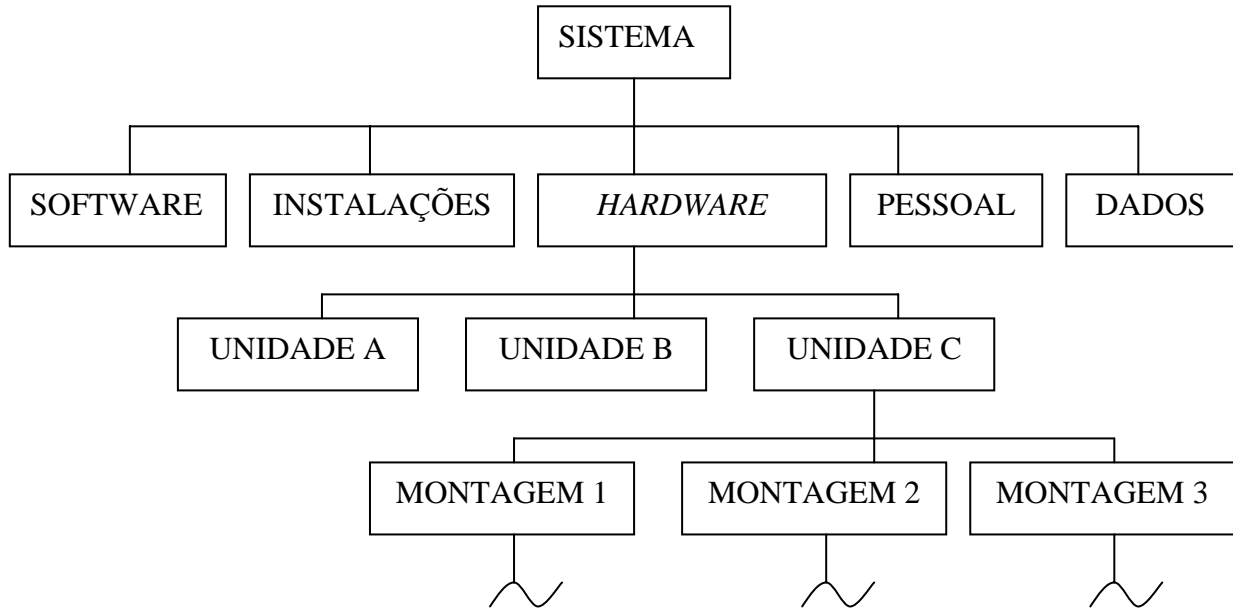 SISTEMA
SOFTWARE
INSTALAÇÕES
HARDWARE
PESSOAL
DADOS
UNIDADE A
UNIDADE B
UNIDADE C
MONTAGEM 1
MONTAGEM 2
MONTAGEM 3